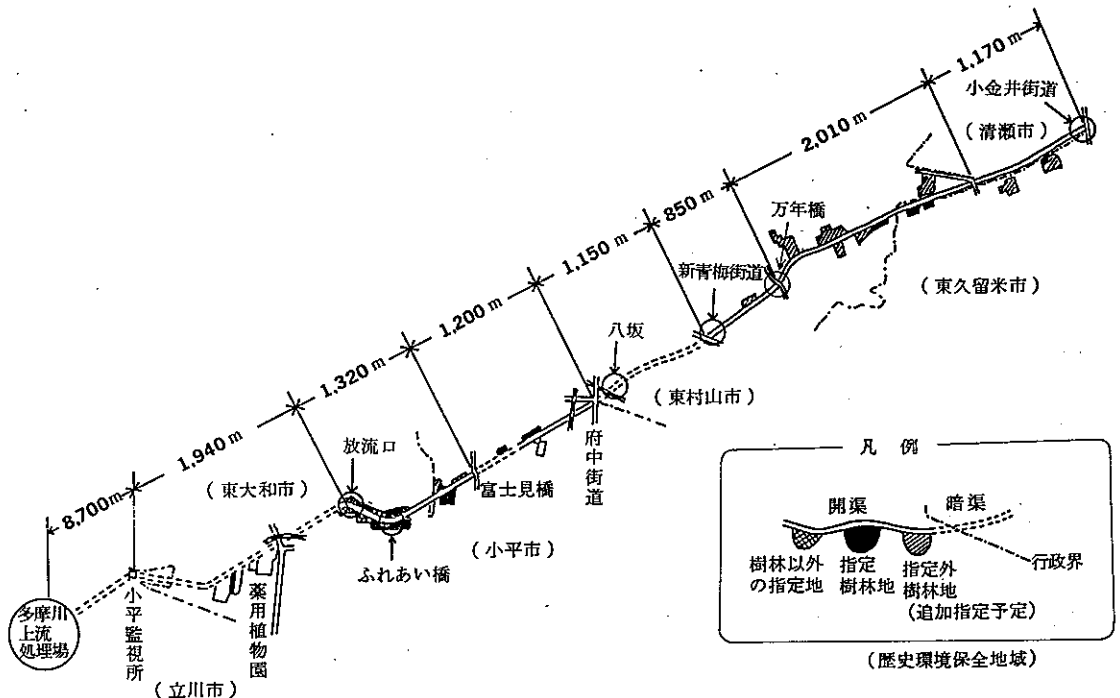 8,700m
1,940 m
1,320 m
1,200 m
1,150 m
850 m
2,010 m
1,170 m
小金井街道
（清瀬市）
万年橋
新青梅街道
（東久留米市）
八坂
（東村山市）
府中街道
放流口
（東大和市）
富士見橋
（小平市）
ふれあい橋
多摩川
上流
処理場
小平監視所
薬用植物園
（立川市）
凡例
開渠
暗渠
樹林以外
の指定地
指定
樹林地
指定外
樹林地
（追加指定予定）
行政界
（歴史環境保全地域）